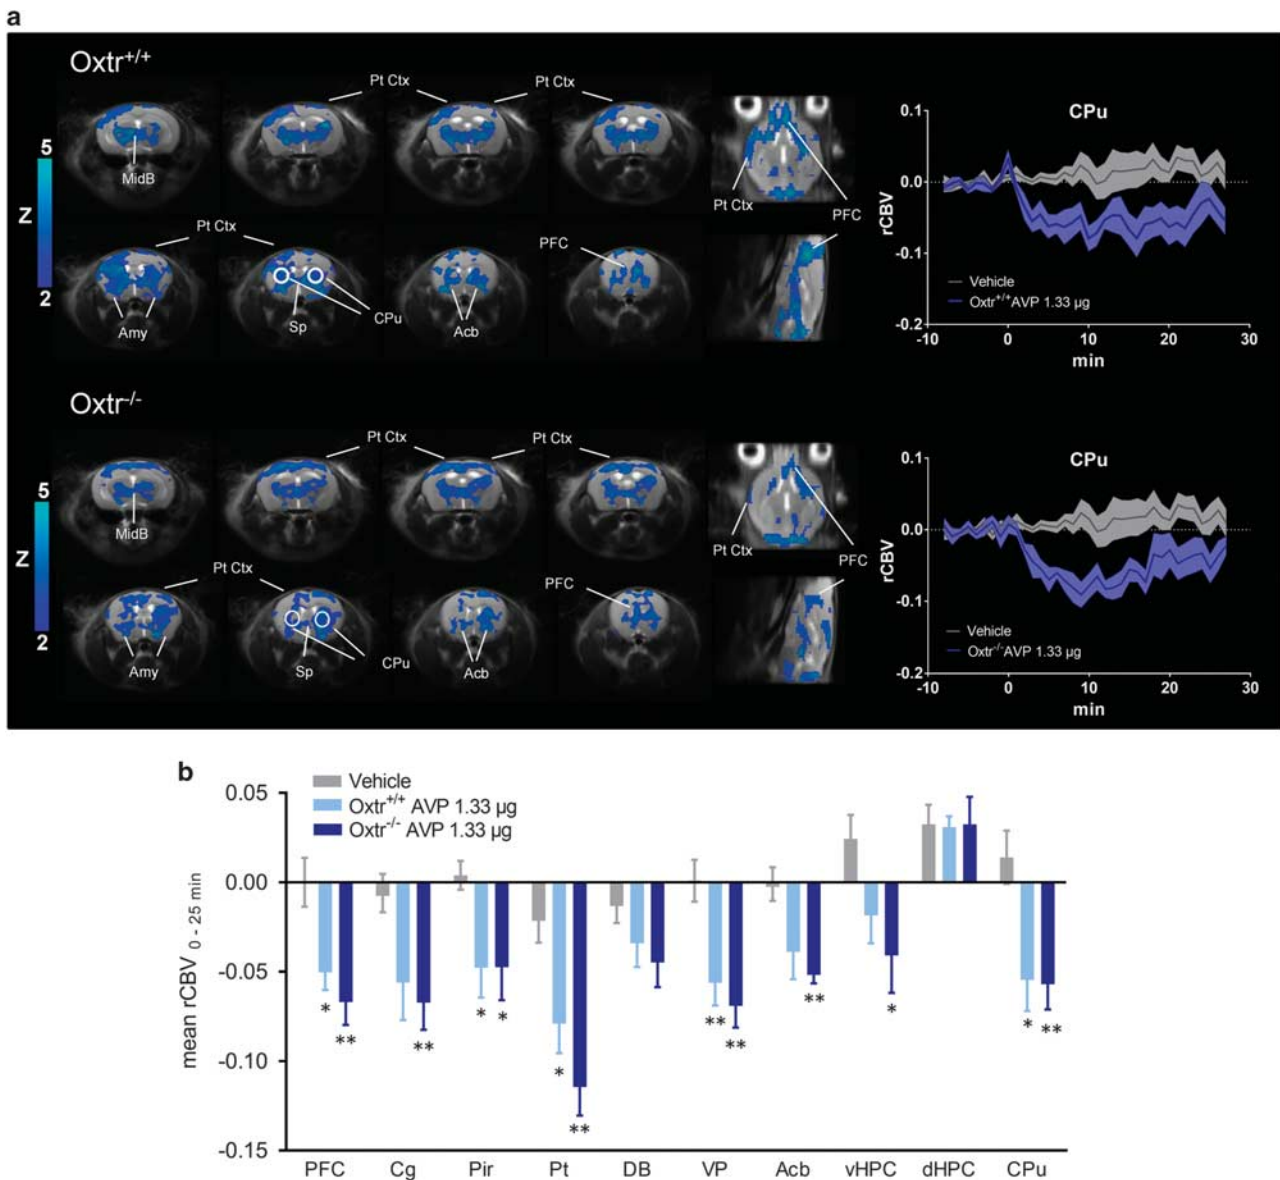 a
Oxtr+/+
Pt Ctx
Pt Ctx
MidB
Pt Ctx
PFC
5
Z
2
Pt Ctx
PFC
Amy
Sp
CPu
Acb
CPu
0.1
0.0
-0.1
-0.2
rCBV
Vehicle
Oxtr+/+AVP 1.33 µg
-10 0 10 20 30
min
Oxtr-/-
Pt Ctx
Pt Ctx
MidB
Pt Ctx
PFC
5
Z
2
Pt Ctx
PFC
Amy
Sp
CPu
Acb
CPu
0.1
0.0
-0.1
-0.2
rCBV
Vehicle
Oxtr-/-AVP 1.33 µg
-10 0 10 20 30
min
b
Vehicle
Oxtr+/+ AVP 1.33 µg
Oxtr-/- AVP 1.33 µg
0.05
0.00
-0.05
-0.10
-0.15
mean rCBV 0 - 25 min
* ** ** * * * ** ** ** ** * * **
PFC Cg Pir Pt DB VP Acb vHPC dHPC CPu